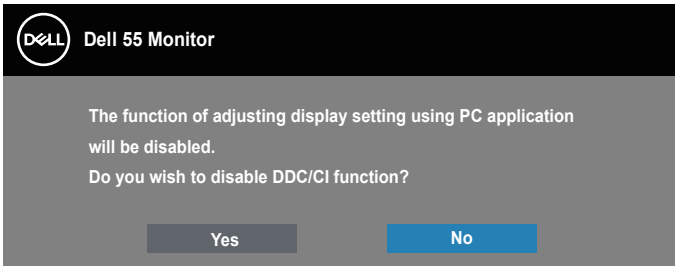 DELL Dell 55 Monitor
The function of adjusting display setting using PC application
will be disabled.
Do you wish to disable DDC/CI function?
Yes No